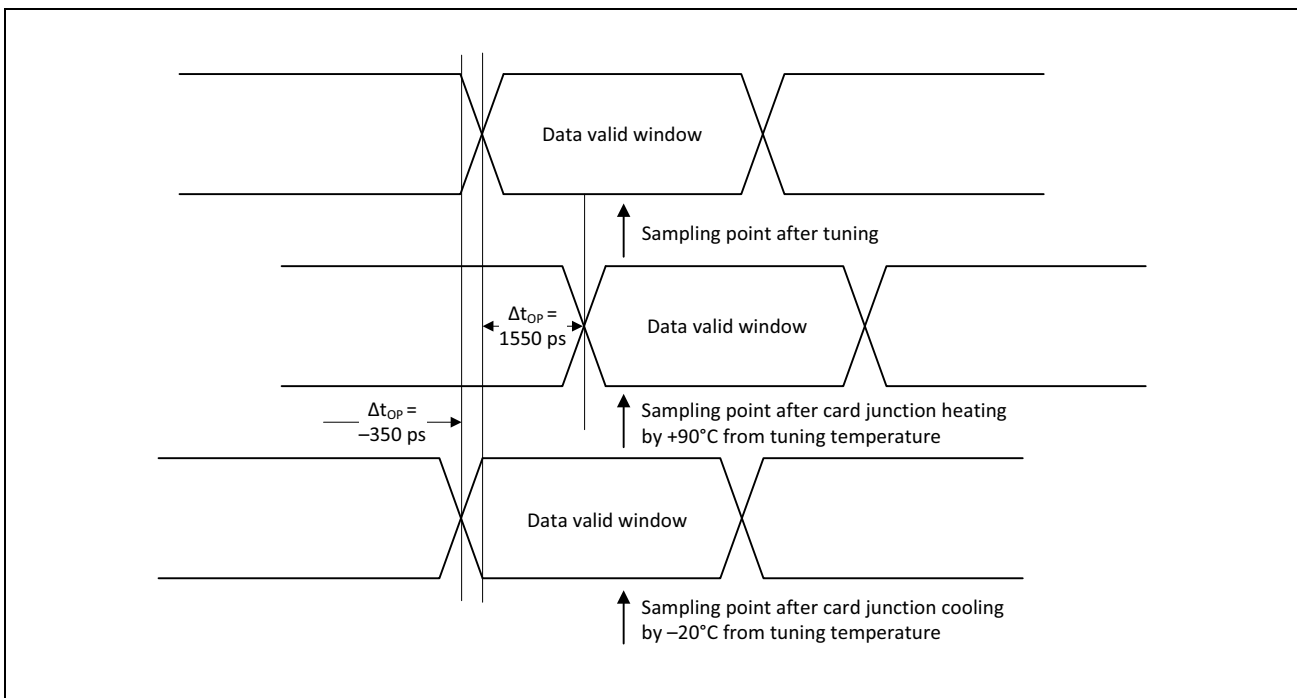 Data valid window
Sampling point after tuning
Δt_OP =
1550 ps
Data valid window
Δt_OP =
–350 ps
Sampling point after card junction heating
by +90°C from tuning temperature
Data valid window
Sampling point after card junction cooling
by –20°C from tuning temperature